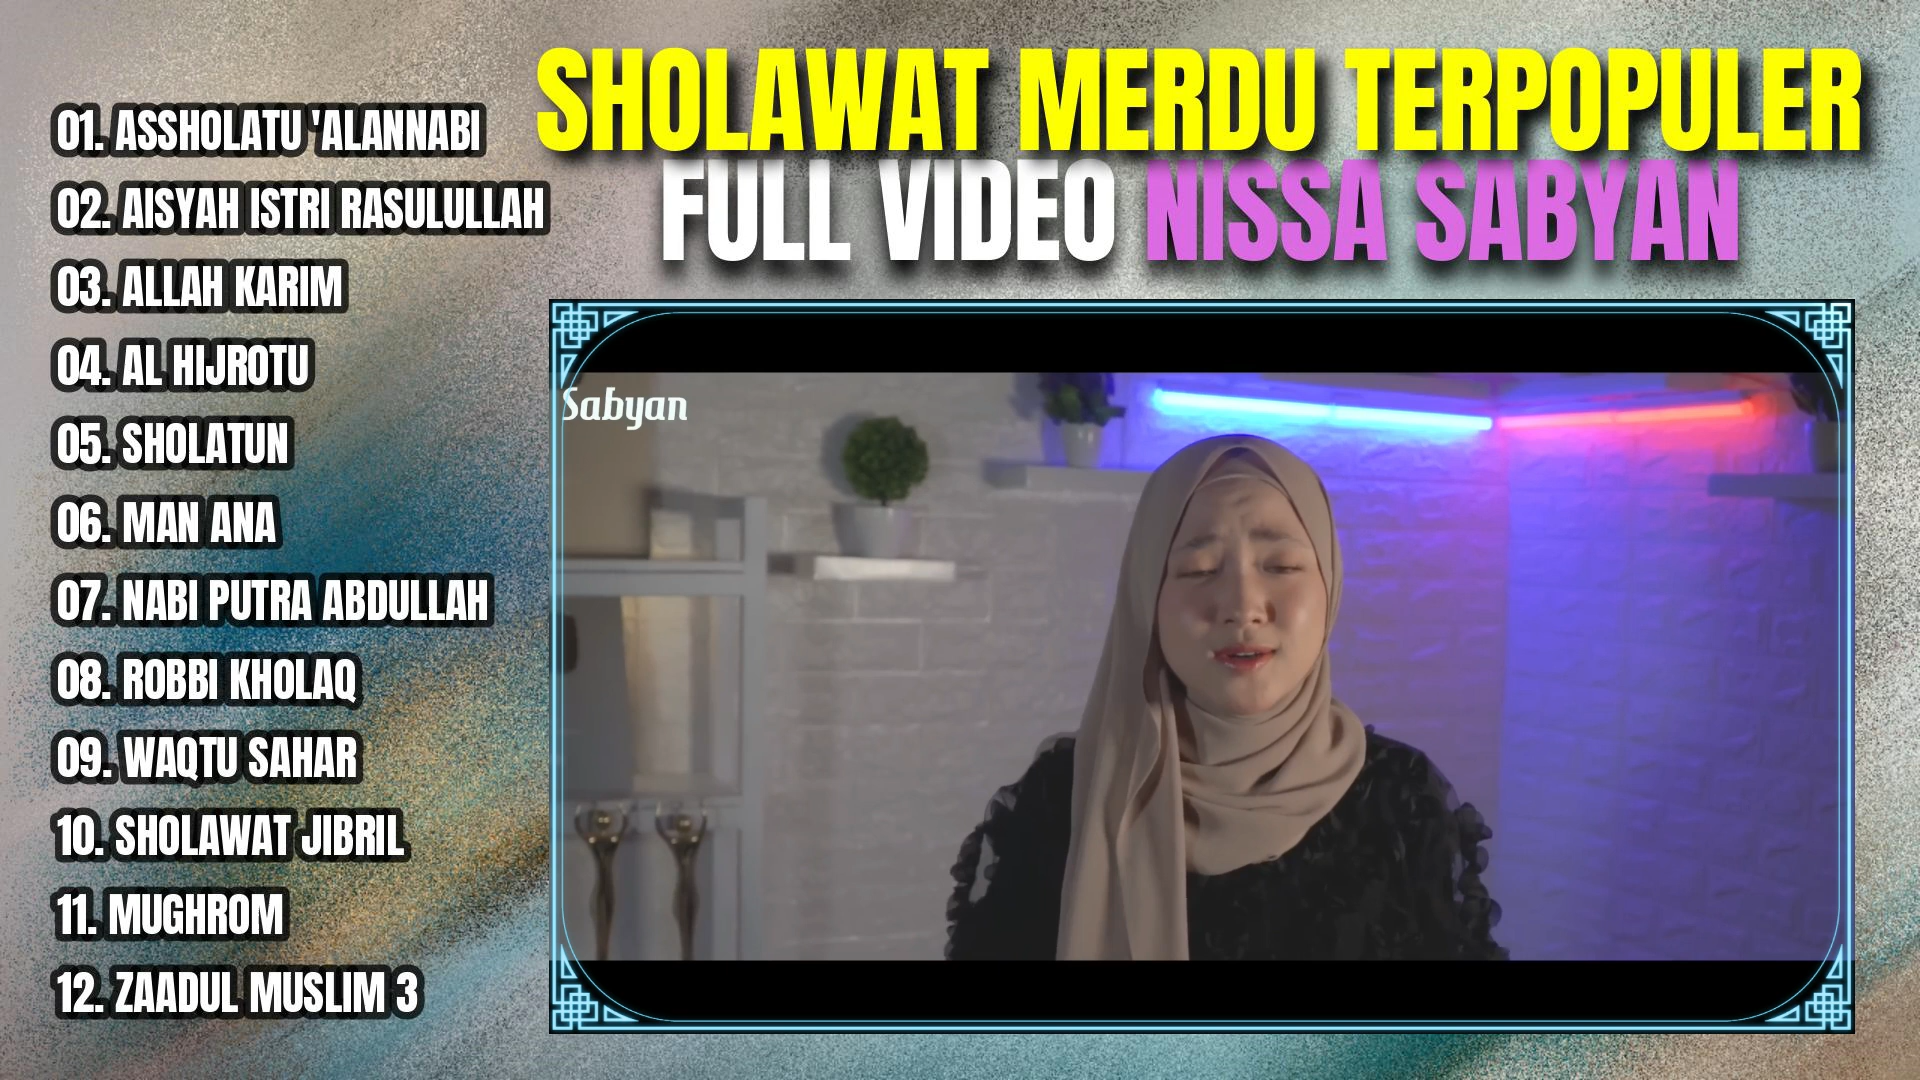 SHOLAWAT MERDU TERPOPULER
FULL VIDEO NISSA SABYAN
01. ASSHOLATU 'ALANNABI
02. AISYAH ISTRI RASULULLAH
03. ALLAH KARIM
04. AL HIJROTU
05. SHOLATUN
06. MAN ANA
07. NABI PUTRA ABDULLAH
08. ROBBI KHOLAQ
09. WAQTU SAHAR
10. SHOLAWAT JIBRIL
11. MUGHROM
12. ZAADUL MUSLIM 3
Sabyan